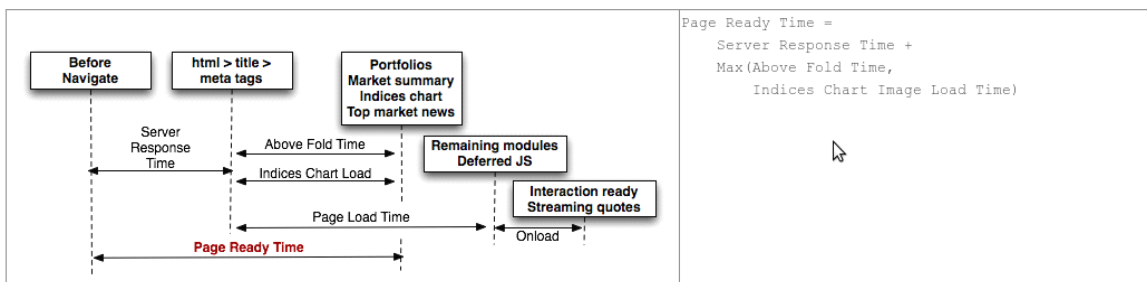 Before
Navigate
html > title >
meta tags
Portfolios
Market summary
Indices chart
Top market news
Server
Response
Time
Above Fold Time
Indices Chart Load
Remaining modules
Deferred JS
Interaction ready
Streaming quotes
Page Load Time
Onload
Page Ready Time
Page Ready Time =
Server Response Time +
Max(Above Fold Time,
Indices Chart Image Load Time)